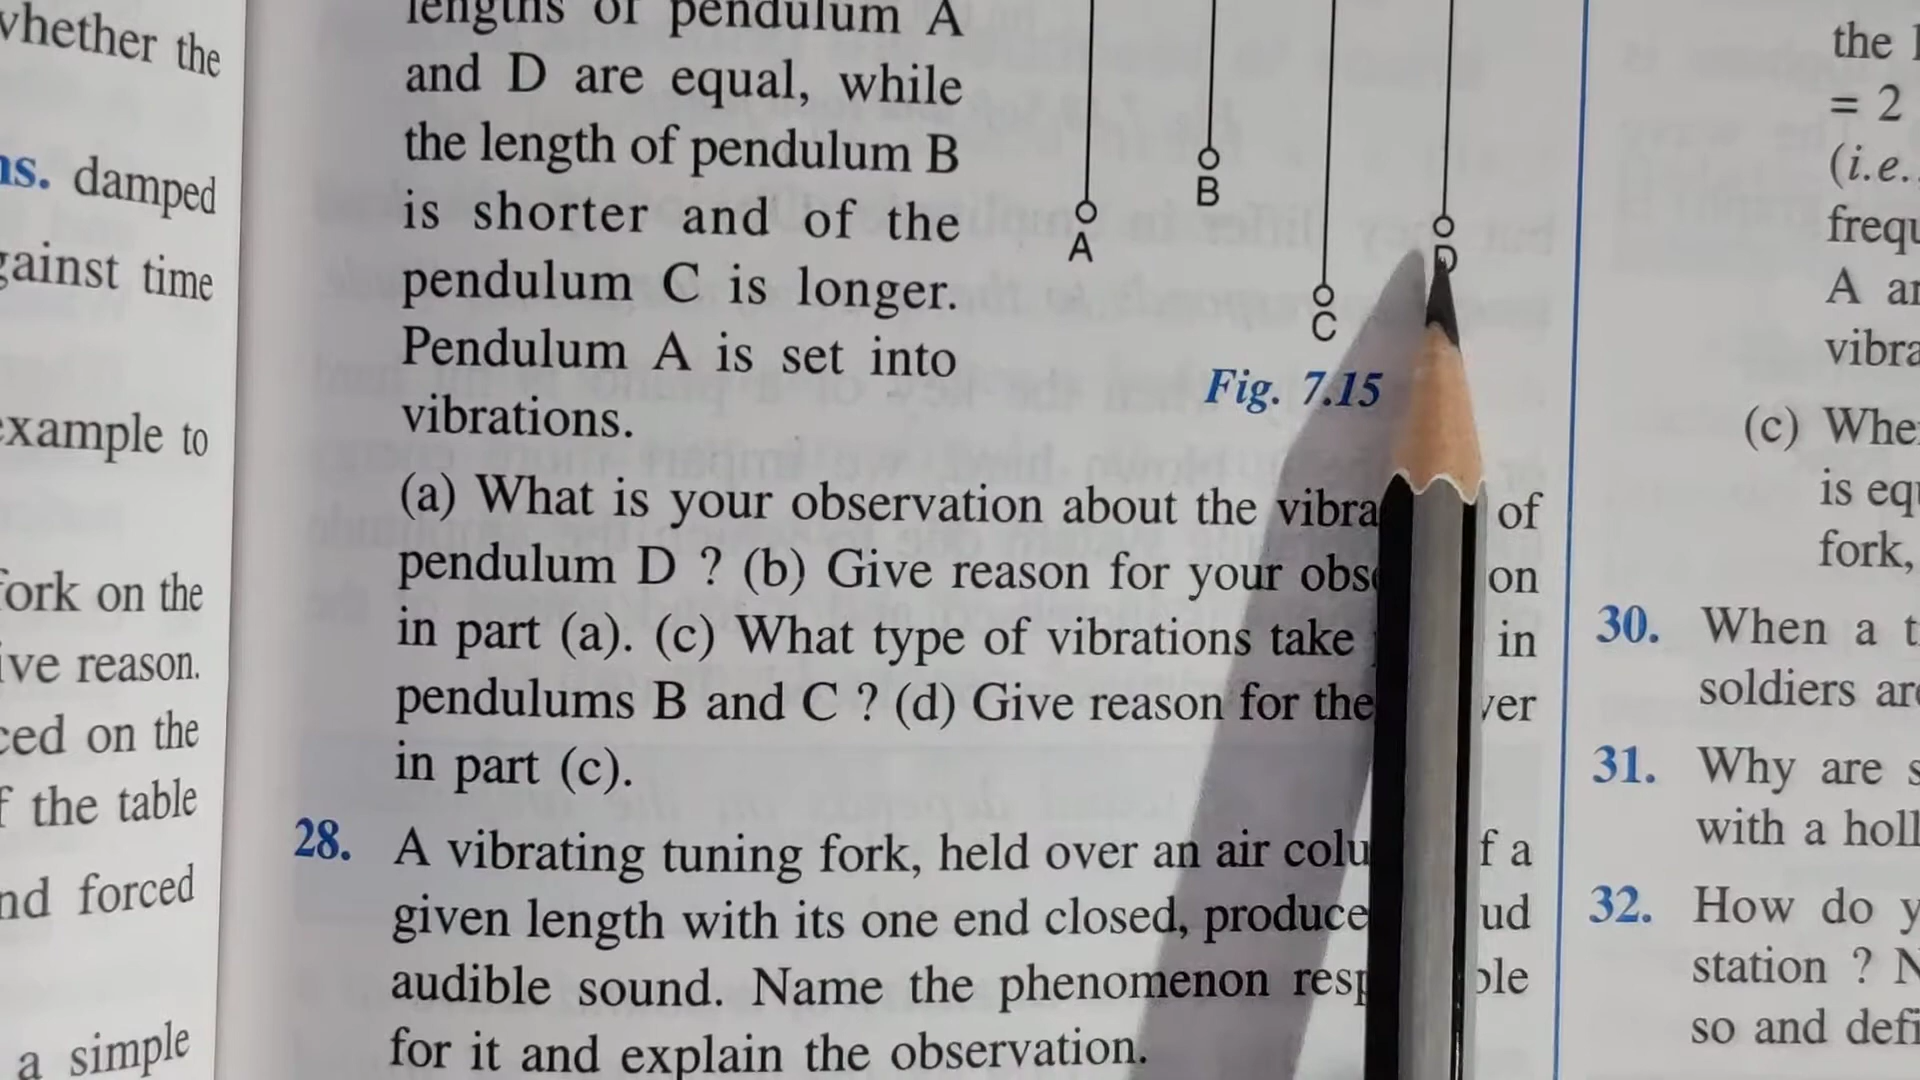 whether the
ns. damped
against time
example to
fork on the
ive reason.
ced on the
f the table
nd forced
a simple
lengths of pendulum A
and D are equal, while
the length of pendulum B
is shorter and of the
pendulum C is longer.
Pendulum A is set into
vibrations.
A
B
C
D
Fig. 7.15
(a) What is your observation about the vibra of
pendulum D ? (b) Give reason for your obse on
in part (a). (c) What type of vibrations take in
pendulums B and C ? (d) Give reason for the ver
in part (c).
28. A vibrating tuning fork, held over an air colu f a
given length with its one end closed, produce ud
audible sound. Name the phenomenon resp ble
for it and explain the observation.
the
= 2
(i.e.
frequ
A an
vibra
(c) Whe
is equ
fork,
30. When a t
soldiers are
31. Why are s
with a holl
32. How do y
station ? N
so and defi